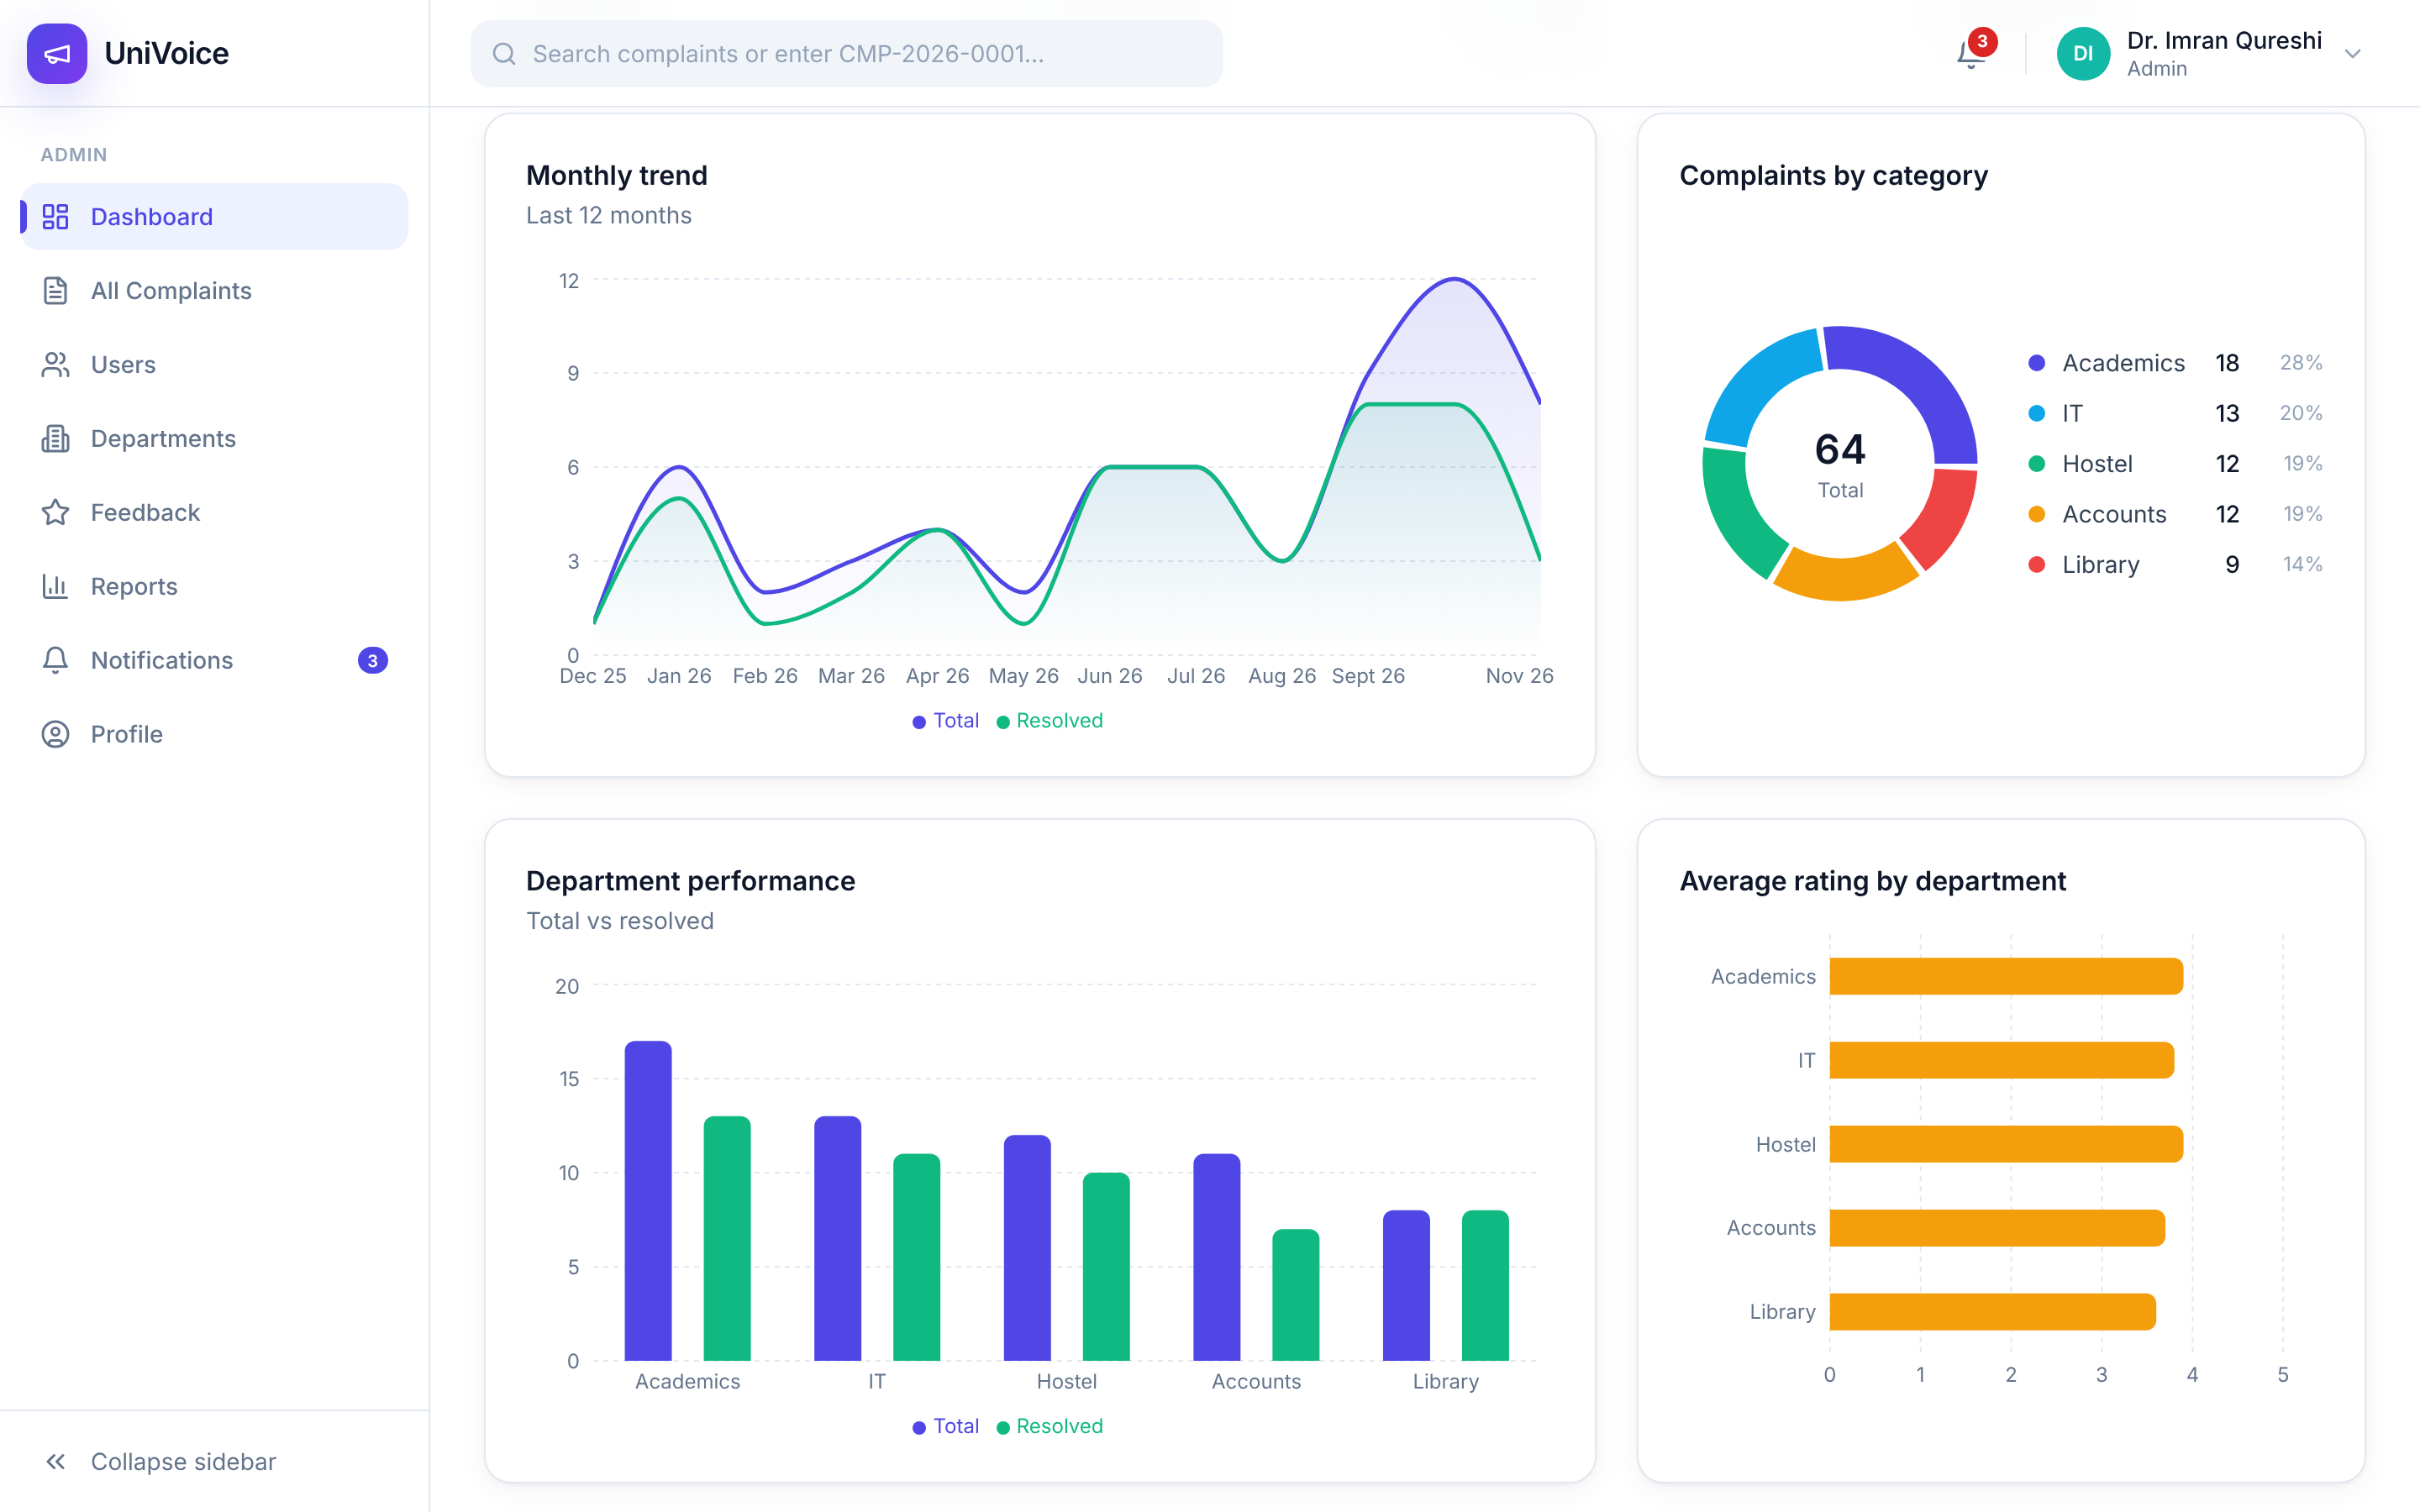 UniVoice
Search complaints or enter CMP-2026-0001...
3
DI
Dr. Imran Qureshi
Admin
ADMIN
Dashboard
All Complaints
Users
Departments
Feedback
Reports
Notifications 3
Profile
Collapse sidebar
Monthly trend
Last 12 months
12
9
6
3
0
Dec 25 Jan 26 Feb 26 Mar 26 Apr 26 May 26 Jun 26 Jul 26 Aug 26 Sept 26 Nov 26
Total Resolved
Complaints by category
64
Total
Academics 18 28%
IT 13 20%
Hostel 12 19%
Accounts 12 19%
Library 9 14%
Department performance
Total vs resolved
20
15
10
5
0
Academics IT Hostel Accounts Library
Total Resolved
Average rating by department
Academics
IT
Hostel
Accounts
Library
0 1 2 3 4 5